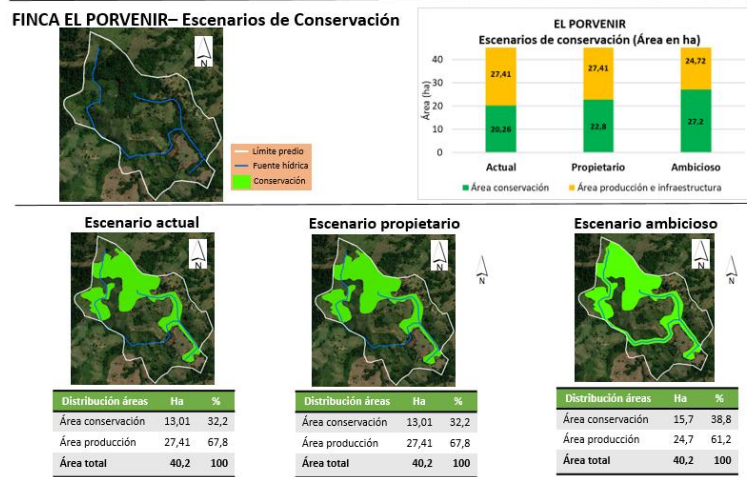 FINCA EL PORVENIR– Escenarios de Conservación
N
Límite predio
Fuente hídrica
Conservación
EL PORVENIR
Escenarios de conservación (Área en ha)
Área (ha)
40
30
20
10
0
27,41
27,41
24,72
20,26
22,8
27,2
Actual
Propietario
Ambicioso
Área conservación
Área producción e infraestructura
Escenario actual
N
Distribución áreas Ha %
Área conservación 13,01 32,2
Área producción 27,41 67,8
Área total 40,2 100
Escenario propietario
N
N
Distribución áreas Ha %
Área conservación 13,01 32,2
Área producción 27,41 67,8
Área total 40,2 100
Escenario ambicioso
N
N
Distribución áreas Ha %
Área conservación 15,7 38,8
Área producción 24,7 61,2
Área total 40,2 100